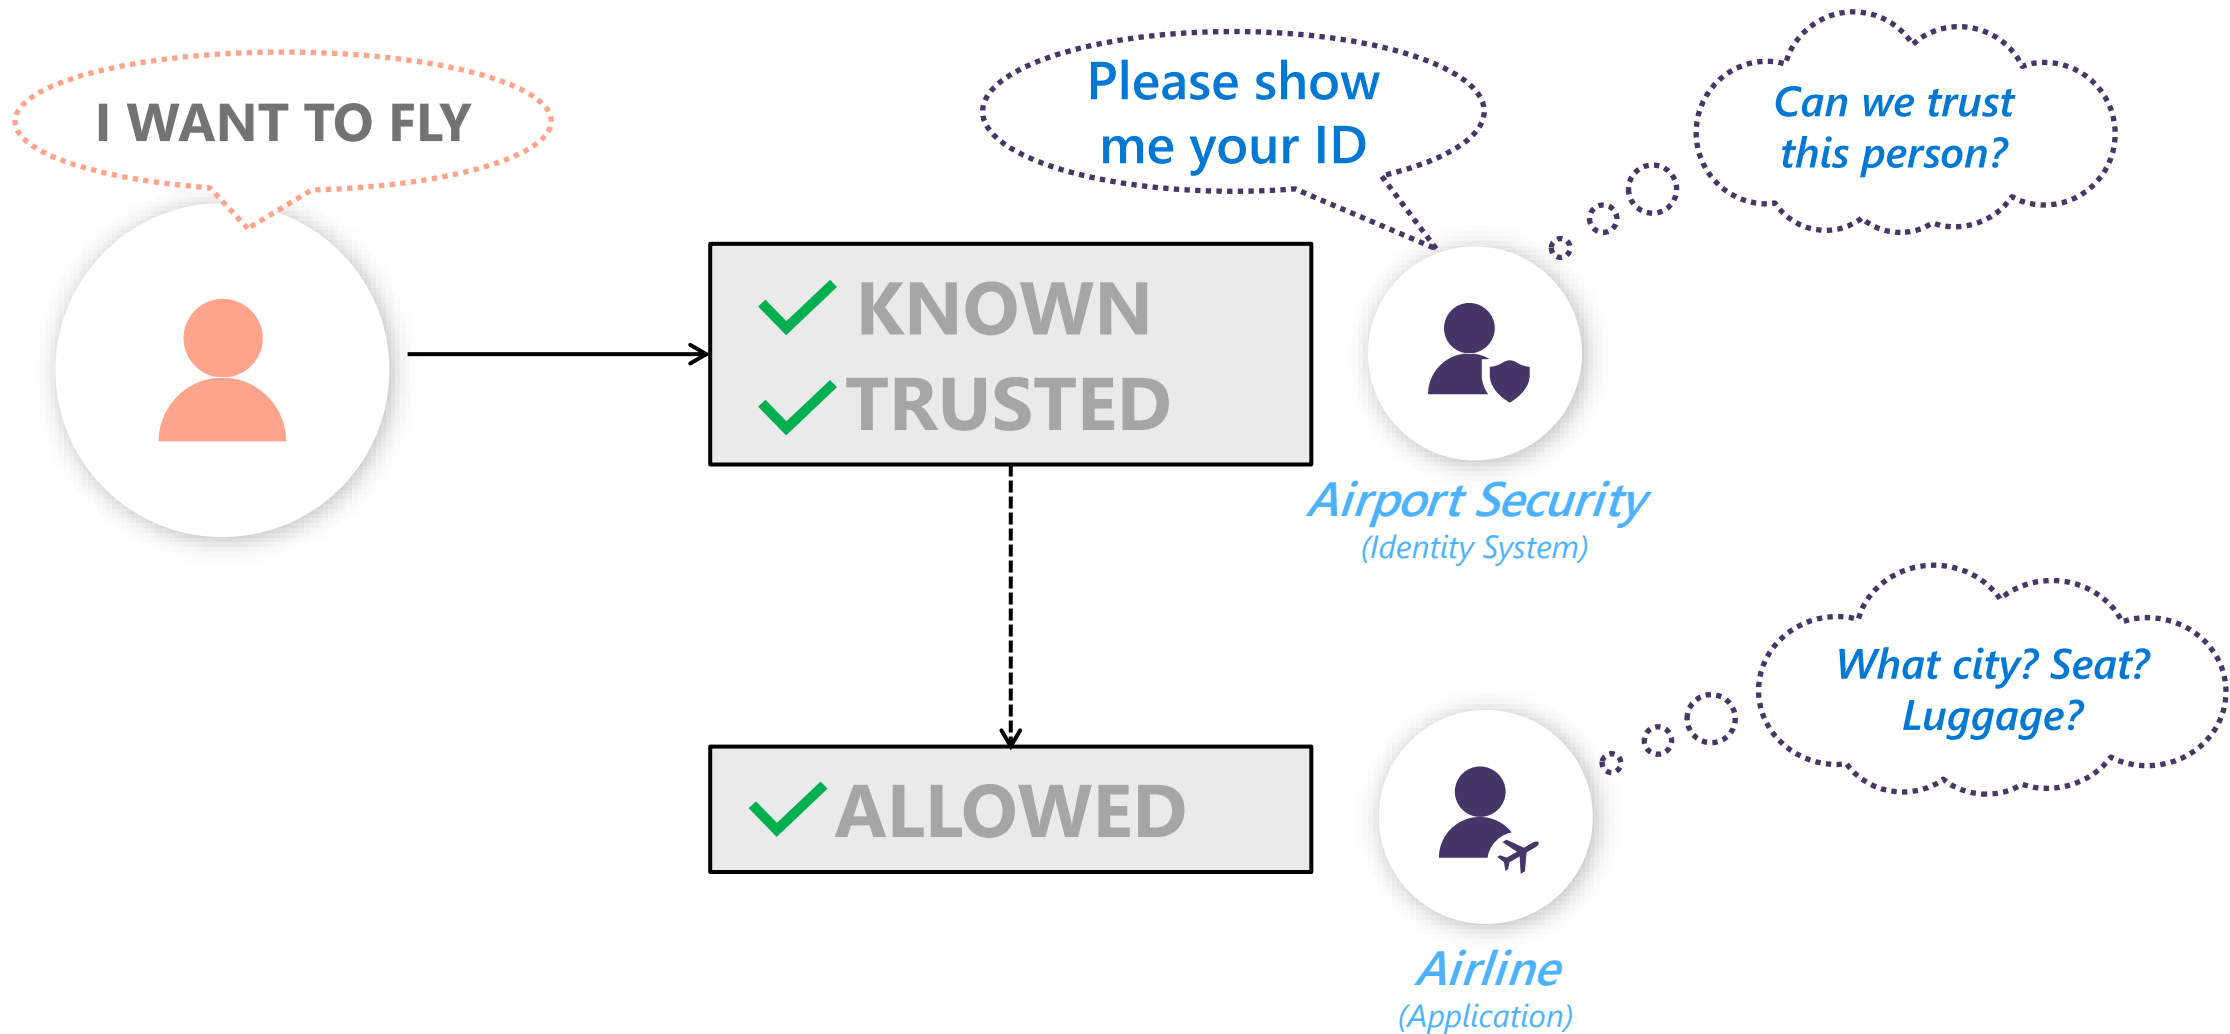 I WANT TO FLY
Please show
me your ID
Can we trust
this person?
KNOWN
TRUSTED
Airport Security
(Identity System)
What city? Seat?
Luggage?
ALLOWED
Airline
(Application)